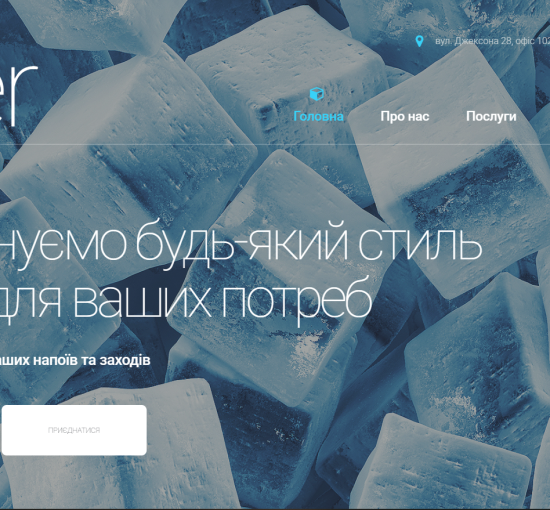 вул. Джексона 28, офіс 102
er
Головна Про нас Послуги
нуємо будь-який стиль
для ваших потреб
аших напоїв та заходів
ПРИЄДНАТИСЯ